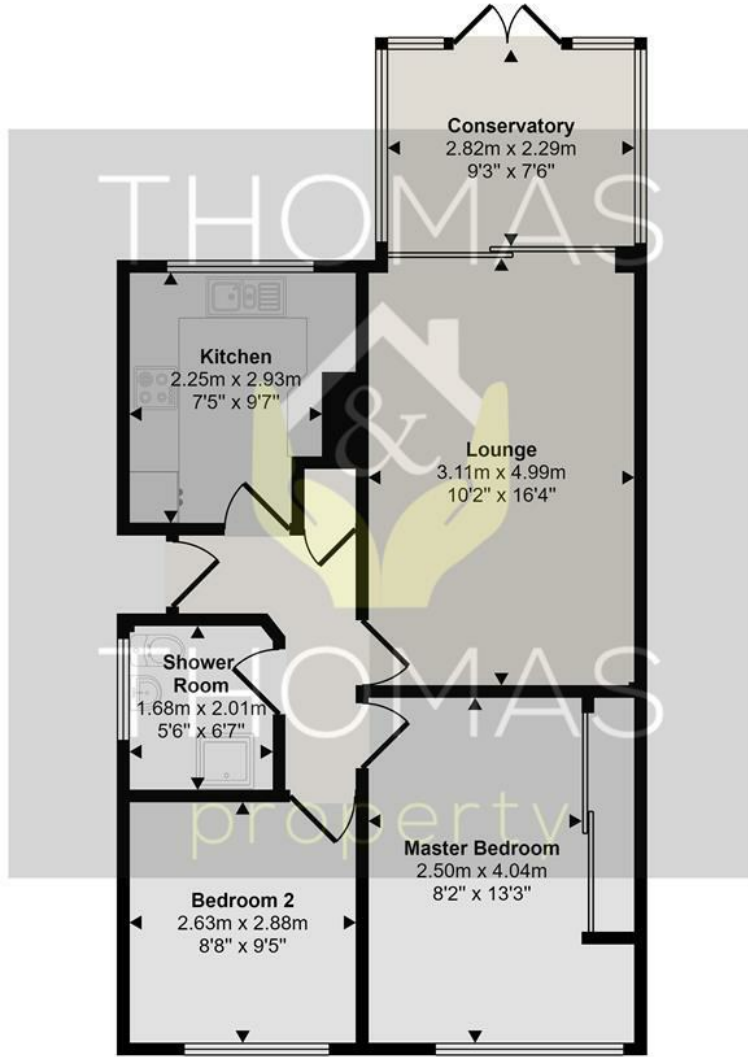 Conservatory
2.82m x 2.29m
9'3" x 7'6"
THOMAS
Kitchen
2.25m x 2.93m
7'5" x 9'7"
&
Lounge
3.11m x 4.99m
10'2" x 16'4"
Shower
Room
1.68m x 2.01m
5'6" x 6'7"
THOMAS
property
Master Bedroom
2.50m x 4.04m
8'2" x 13'3"
Bedroom 2
2.63m x 2.88m
8'8" x 9'5"